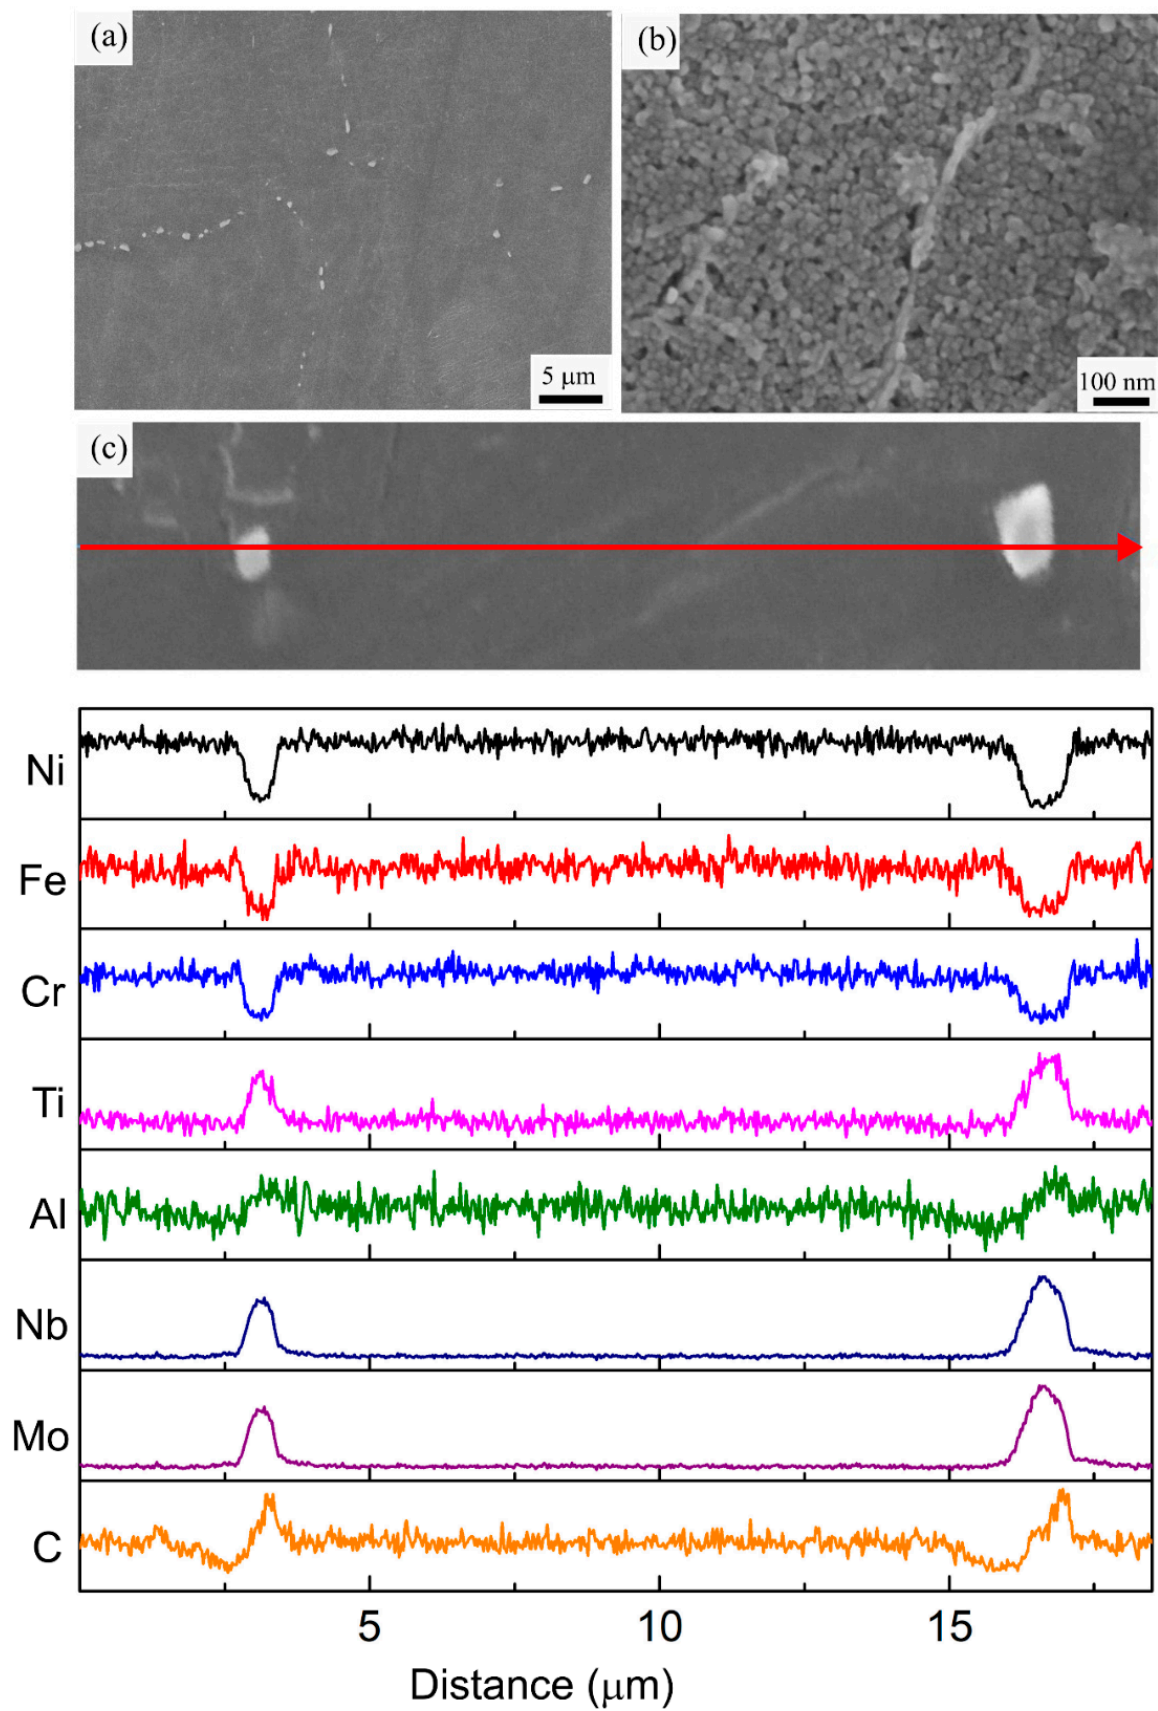 (a)
(b)
5 μm
100 nm
(c)
Ni
Fe
Cr
Ti
Al
Nb
Mo
C
5
10
15
Distance (μm)